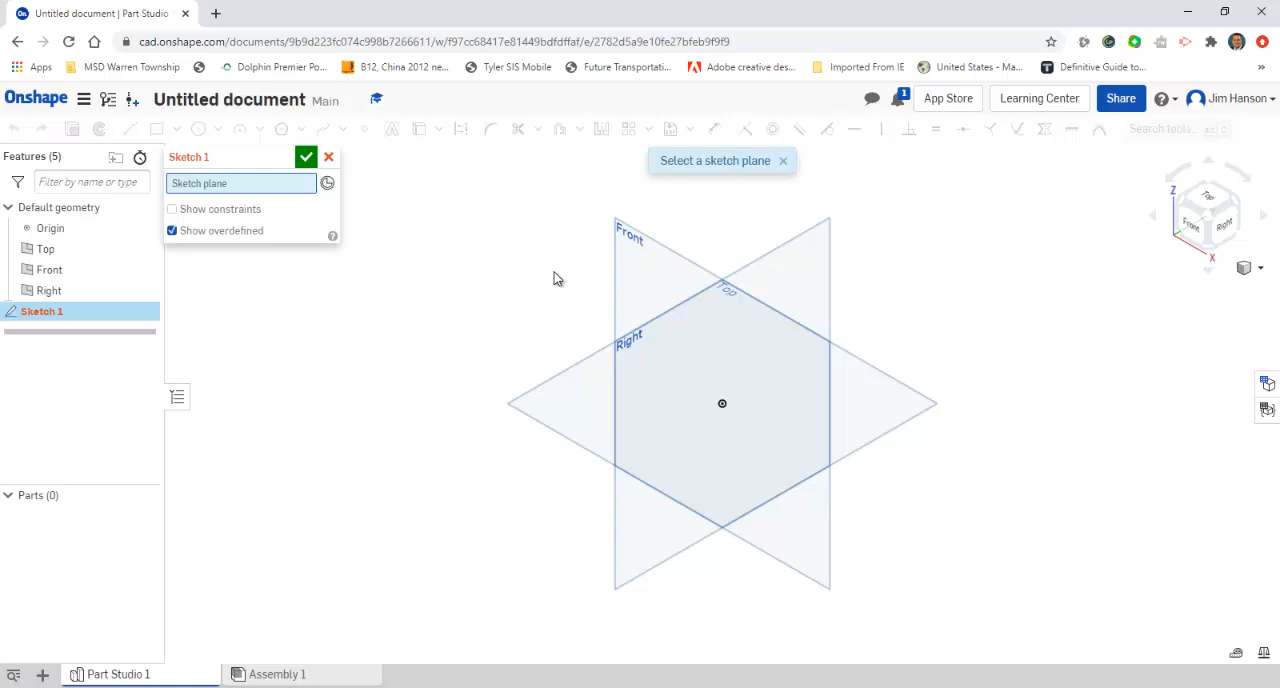 Untitled document | Part Studio
cad.onshape.com/documents/9b9d223fc074c998b7266611/w/f97cc68417e81449bdfdffaf/e/2782d5a9e10fe27bfeb9f9f9
Apps MSD Warren Township Dolphin Premier Po... B12, China 2012 ne... Tyler SIS Mobile Future Transportati... Adobe creative des... Imported From IE United States - Ma... Definitive Guide to... »
Onshape Untitled document Main 1 App Store Learning Center Share Jim Hanson
Search tools...
Features (5)
Filter by name or type
Default geometry
Origin
Top
Front
Right
Sketch 1
Parts (0)
Sketch 1
Sketch plane
Show constraints
Show overdefined
Select a sketch plane
Front
Top
Right
Z
Top
Front
Right
X
Part Studio 1 Assembly 1